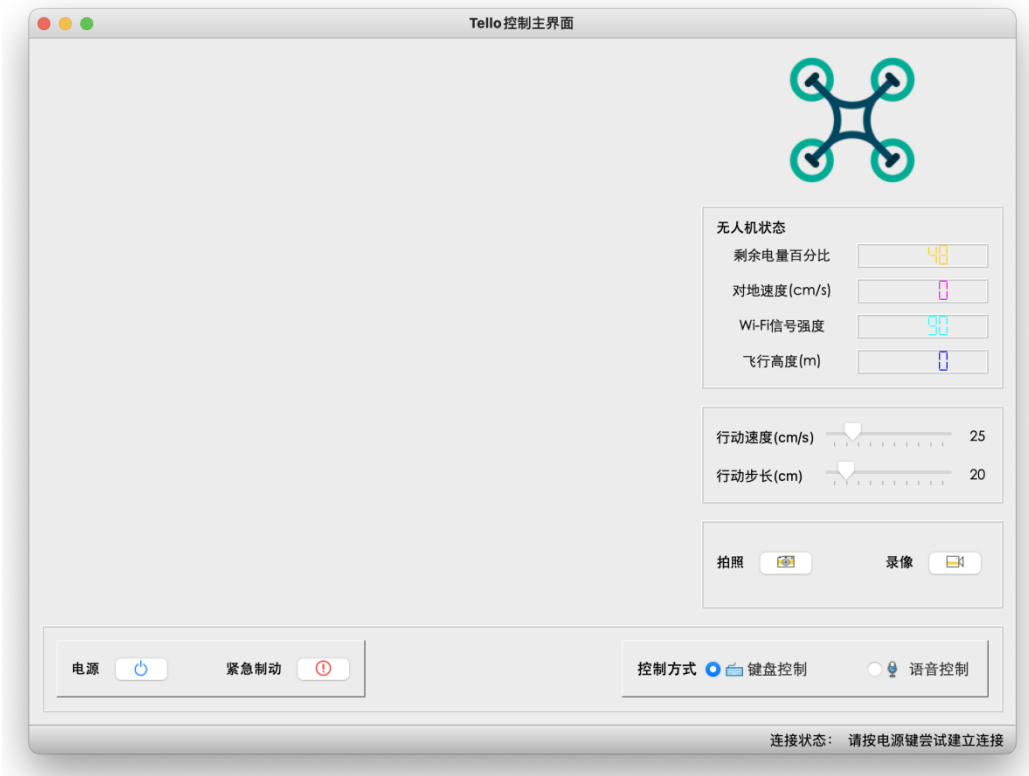 Tello控制主界面
无人机状态
剩余电量百分比 48
对地速度(cm/s) 0
Wi-Fi信号强度 90
飞行高度(m) 0
行动速度(cm/s) 25
行动步长(cm) 20
拍照 录像
电源 紧急制动 控制方式 键盘控制 语音控制
连接状态: 请按电源键尝试建立连接